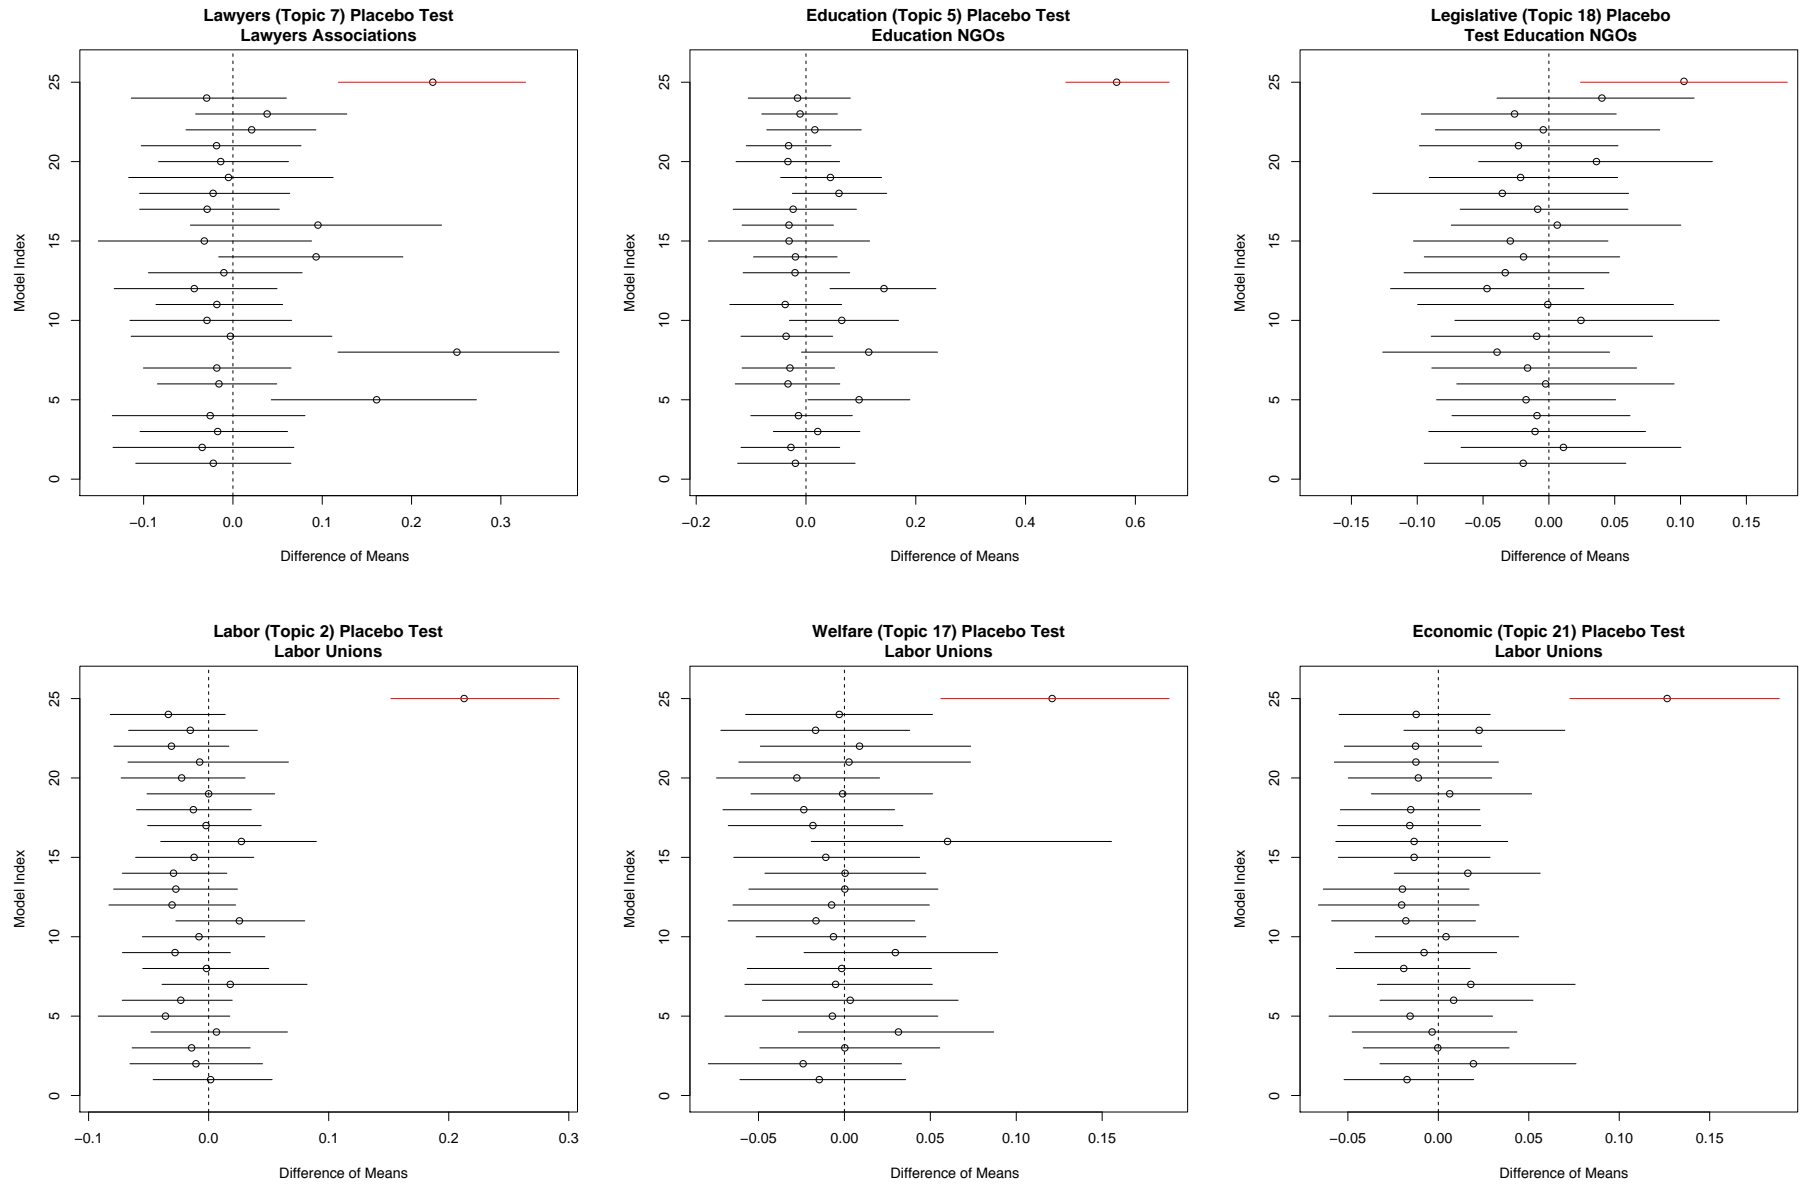 Lawyers (Topic 7) Placebo Test
Lawyers Associations
Model Index
25
20
15
10
5
0
−0.1 0.0 0.1 0.2 0.3
Difference of Means
Education (Topic 5) Placebo Test
Education NGOs
Model Index
25
20
15
10
5
0
−0.2 0.0 0.2 0.4 0.6
Difference of Means
Legislative (Topic 18) Placebo
Test Education NGOs
Model Index
25
20
15
10
5
0
−0.15 −0.10 −0.05 0.00 0.05 0.10 0.15
Difference of Means
Labor (Topic 2) Placebo Test
Labor Unions
Model Index
25
20
15
10
5
0
−0.1 0.0 0.1 0.2 0.3
Difference of Means
Welfare (Topic 17) Placebo Test
Labor Unions
Model Index
25
20
15
10
5
0
−0.05 0.00 0.05 0.10 0.15
Difference of Means
Economic (Topic 21) Placebo Test
Labor Unions
Model Index
25
20
15
10
5
0
−0.05 0.00 0.05 0.10 0.15
Difference of Means